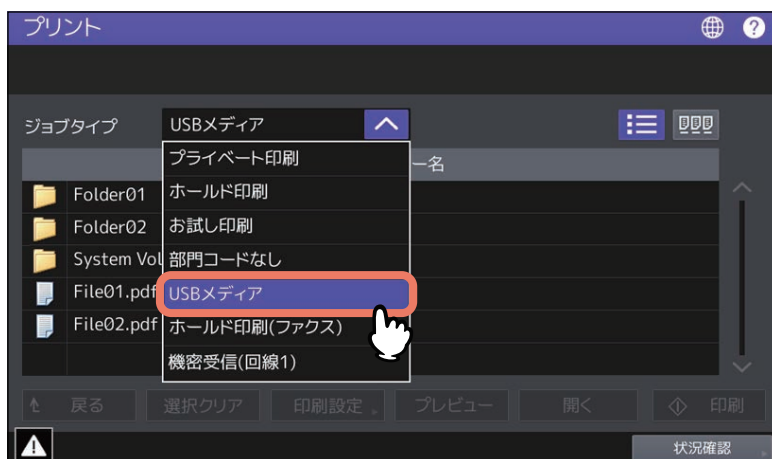 プリント
ジョブタイプ
USBメディア
プライベート印刷
ー名
Folder01
ホールド印刷
Folder02
お試し印刷
System Vol
部門コードなし
File01.pdf
USBメディア
File02.pdf
ホールド印刷(ファクス)
機密受信(回線1)
戻る
選択クリア
印刷設定
プレビュー
開く
印刷
状況確認